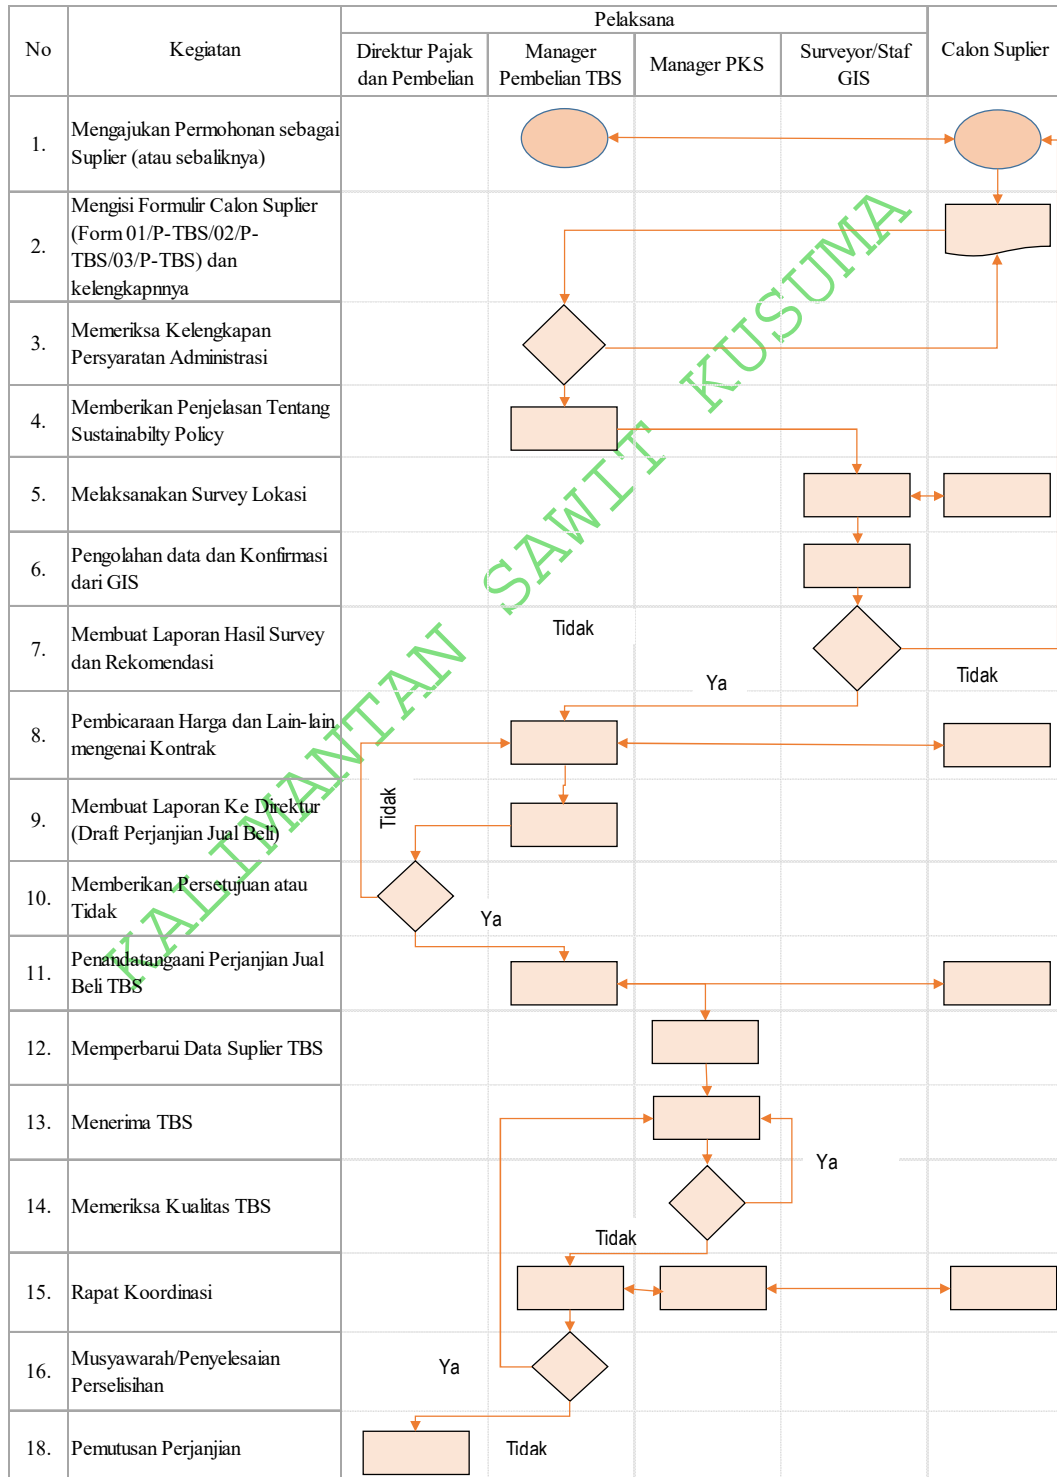 Pelaksana
No
Kegiatan
Direktur Pajak
dan Pembelian
Manager
Pembelian TBS
Manager PKS
Surveyor/Staf
GIS
Calon Suplier
1.
Mengajukan Permohonan sebagai
Suplier (atau sebaliknya)
2.
Mengisi Formulir Calon Suplier
(Form 01/P-TBS/02/P-
TBS/03/P-TBS) dan
kelengkapnnya
3.
Memeriksa Kelengkapan
Persyaratan Administrasi
4.
Memberikan Penjelasan Tentang
Sustainabilty Policy
5.
Melaksanakan Survey Lokasi
6.
Pengolahan data dan Konfirmasi
dari GIS
7.
Membuat Laporan Hasil Survey
dan Rekomendasi
Tidak
Tidak
Ya
8.
Pembicaraan Harga dan Lain-lain
mengenai Kontrak
Tidak
9.
Membuat Laporan Ke Direktur
(Draft Perjanjian Jual Beli)
10.
Memberikan Persetujuan atau
Tidak
Ya
11.
Penandatangaani Perjanjian Jual
Beli TBS
12.
Memperbarui Data Suplier TBS
13.
Menerima TBS
Ya
14.
Memeriksa Kualitas TBS
Tidak
15.
Rapat Koordinasi
16.
Musyawarah/Penyelesaian
Perselisihan
Ya
18.
Pemutusan Perjanjian
Tidak
KALIMANTAN SAWIT KUSUMA